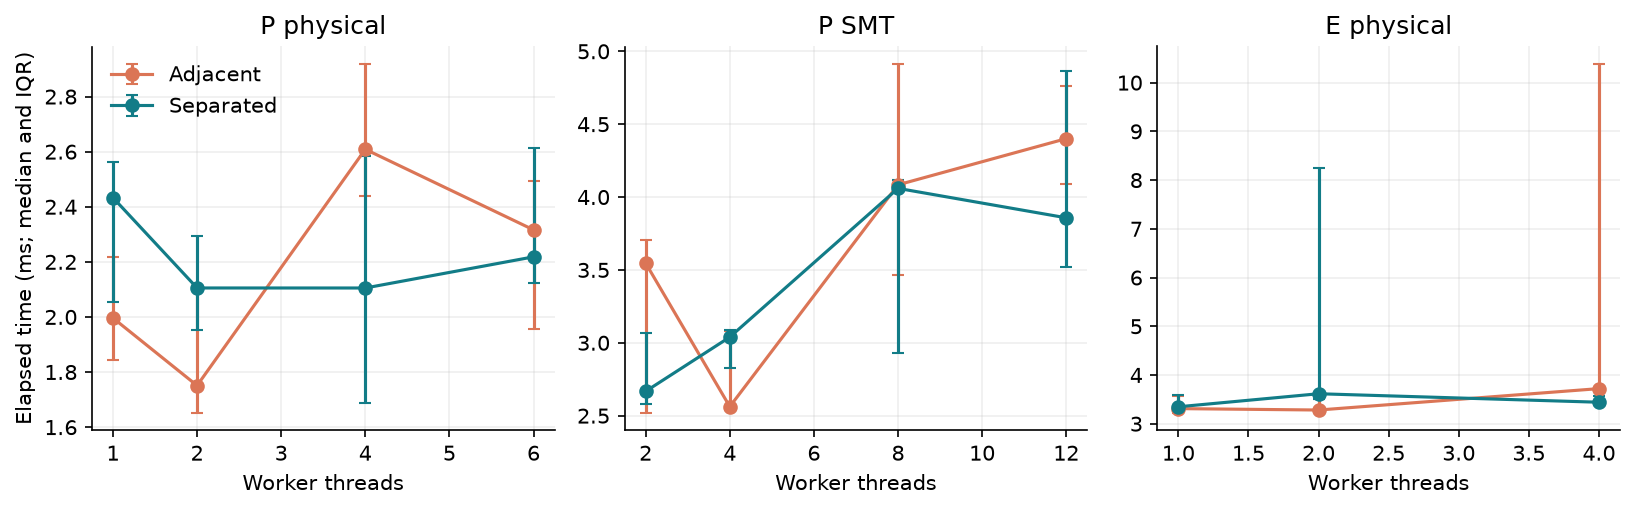 P physical
Elapsed time (ms; median and IQR)
Adjacent
Separated
2.8
2.6
2.4
2.2
2.0
1.8
1.6
1 2 3 4 5 6
Worker threads
P SMT
5.0
4.5
4.0
3.5
3.0
2.5
2 4 6 8 10 12
Worker threads
E physical
10
9
8
7
6
5
4
3
1.0 1.5 2.0 2.5 3.0 3.5 4.0
Worker threads